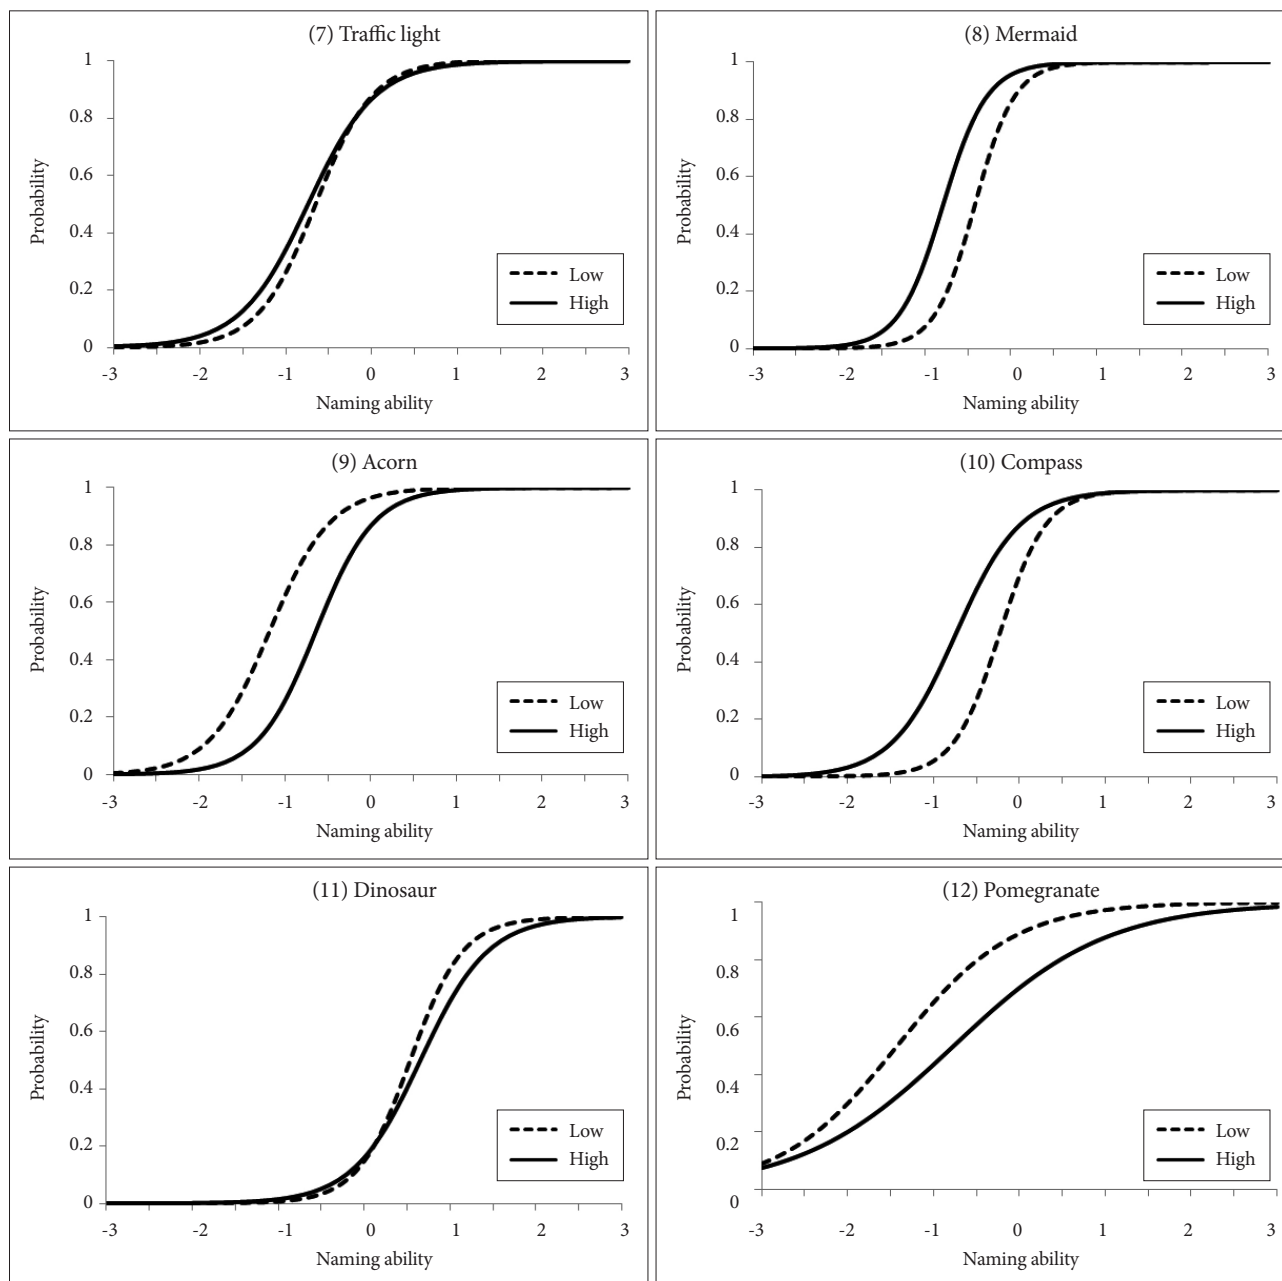 (7) Traffic light
1
0.8
0.6
0.4
0.2
0
Probability
Low
High
-3 -2 -1 0 1 2 3
Naming ability
(8) Mermaid
1
0.8
0.6
0.4
0.2
0
Probability
Low
High
-3 -2 -1 0 1 2 3
Naming ability
(9) Acorn
1
0.8
0.6
0.4
0.2
0
Probability
Low
High
-3 -2 -1 0 1 2 3
Naming ability
(10) Compass
1
0.8
0.6
0.4
0.2
0
Probability
Low
High
-3 -2 -1 0 1 2 3
Naming ability
(11) Dinosaur
1
0.8
0.6
0.4
0.2
0
Probability
Low
High
-3 -2 -1 0 1 2 3
Naming ability
(12) Pomegranate
1
0.8
0.6
0.4
0.2
0
Probability
Low
High
-3 -2 -1 0 1 2 3
Naming ability